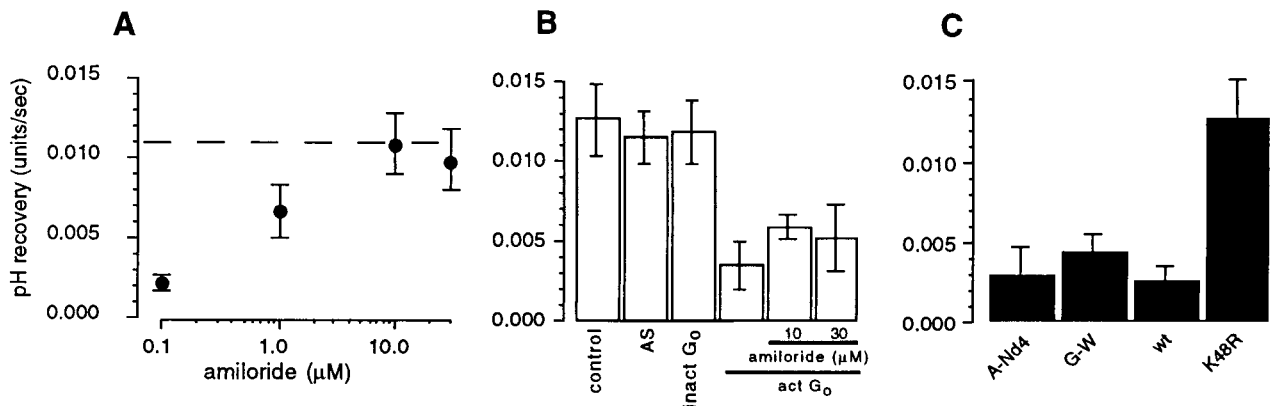 A
B
C
pH recovery (units/sec)
0.015
0.010
0.005
0.000
0.1
1.0
10.0
amiloride (μM)
0.015
0.010
0.005
0.000
control
AS
inact Go
10
30
amiloride (μM)
act Go
0.015
0.010
0.005
0.000
A-Nd4
G-W
wt
K48R